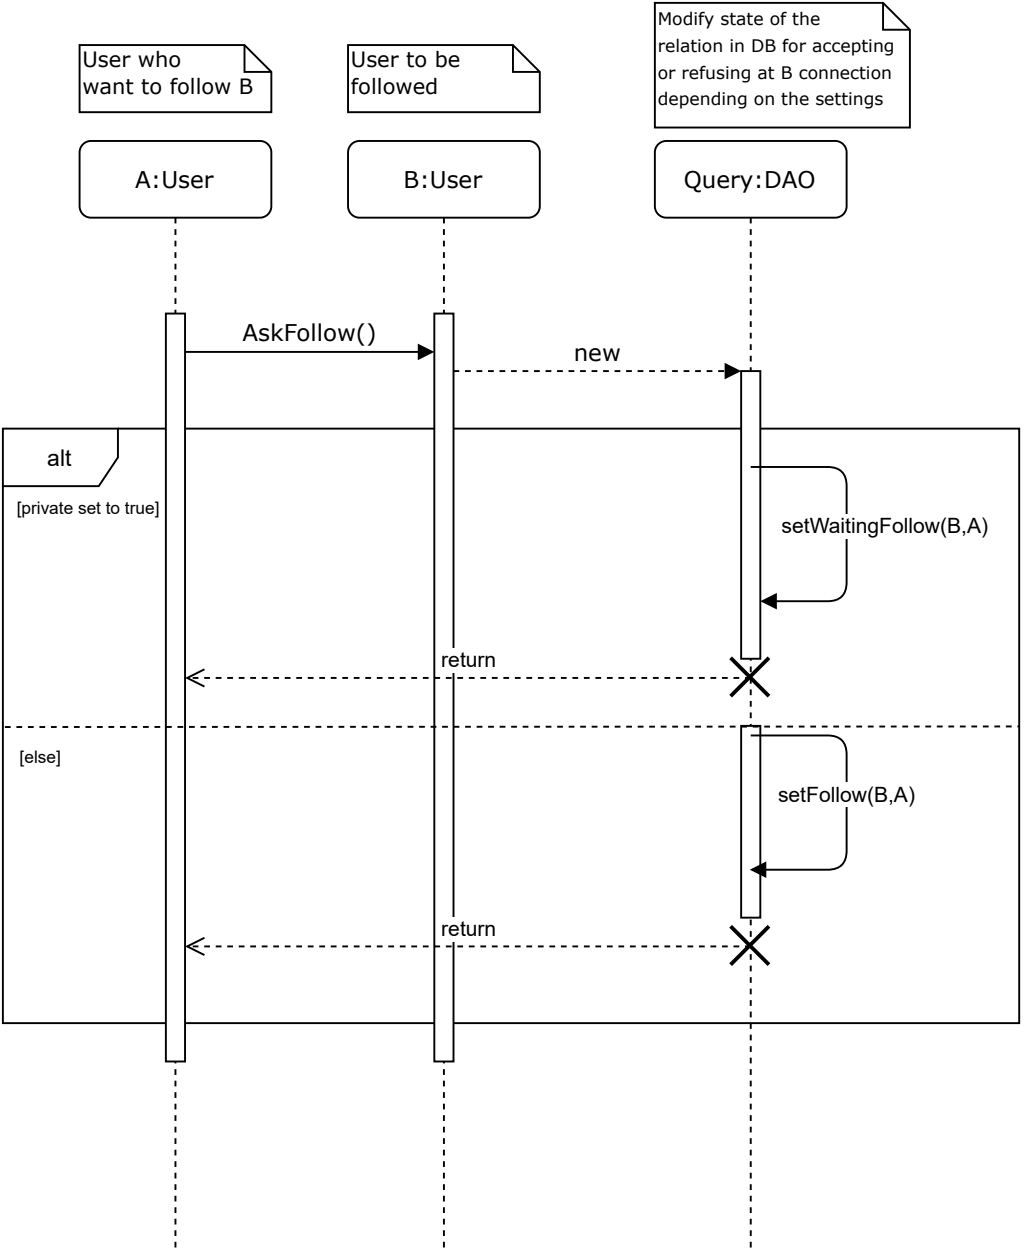 User who
want to follow B
User to be
followed
Modify state of the
relation in DB for accepting
or refusing at B connection
depending on the settings
A:User
B:User
Query:DAO
AskFollow()
new
alt
[private set to true]
setWaitingFollow(B,A)
return
[else]
setFollow(B,A)
return